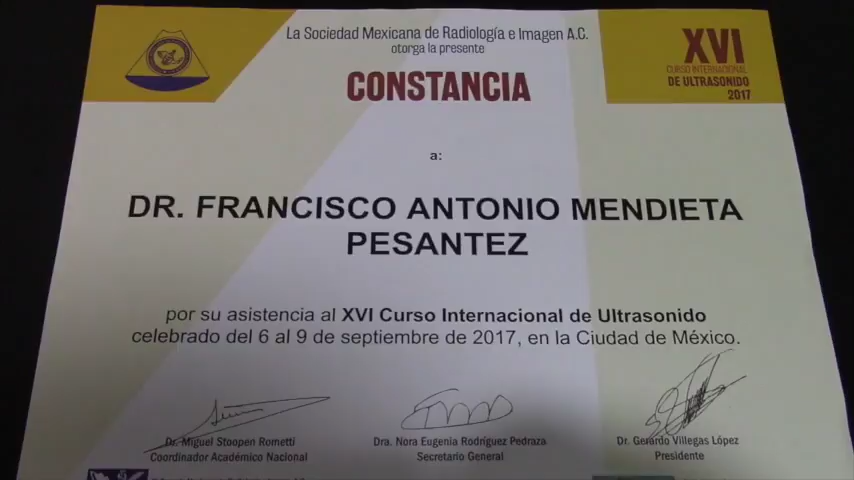 La Sociedad Mexicana de Radiología e Imagen A.C.
otorga la presente
CONSTANCIA
XVI
CURSO INTERNACIONAL
DE ULTRASONIDO
2017
a:
DR. FRANCISCO ANTONIO MENDIETA
PESANTEZ
por su asistencia al XVI Curso Internacional de Ultrasonido
celebrado del 6 al 9 de septiembre de 2017, en la Ciudad de México.
Dr. Miguel Stoopen Rometti
Coordinador Académico Nacional
Dra. Nora Eugenia Rodríguez Pedraza
Secretario General
Dr. Gerardo Villegas López
Presidente